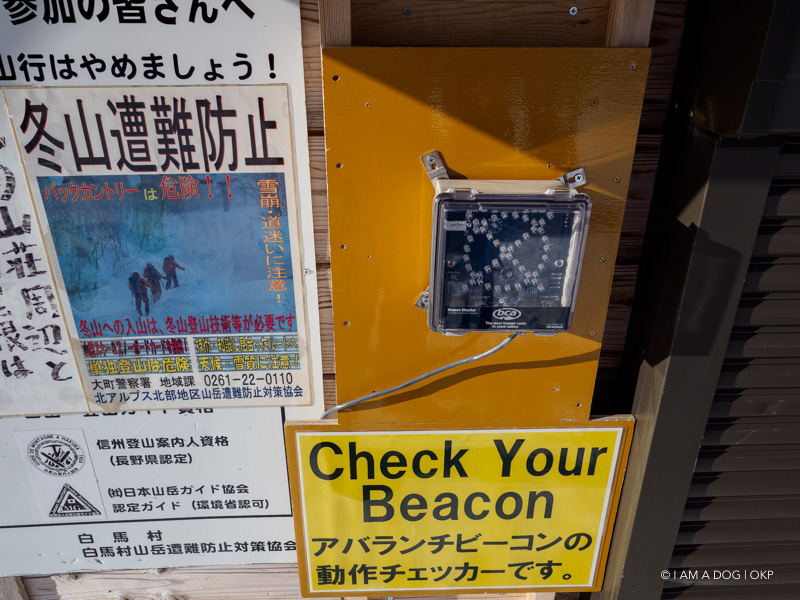 参加の皆さんへ
山行はやめましょう！
冬山遭難防止
バックカントリーは危険！！
雪崩・道迷いに注意！
冬山への入山は、冬山登山技術等が必要です
単独登山は危険 天候・雪質に注意！
大町警察署 地域課 0261-22-0110
北アルプス北部地区山岳遭難防止対策協会
信州登山案内人資格
（長野県認定）
㈳日本山岳ガイド協会
認定ガイド（環境省認可）
白馬村
白馬村山岳遭難防止対策協会
Beacon Checker
bca
Check Your
Beacon
アバランチビーコンの
動作チェッカーです。
© I AM A DOG | OKP